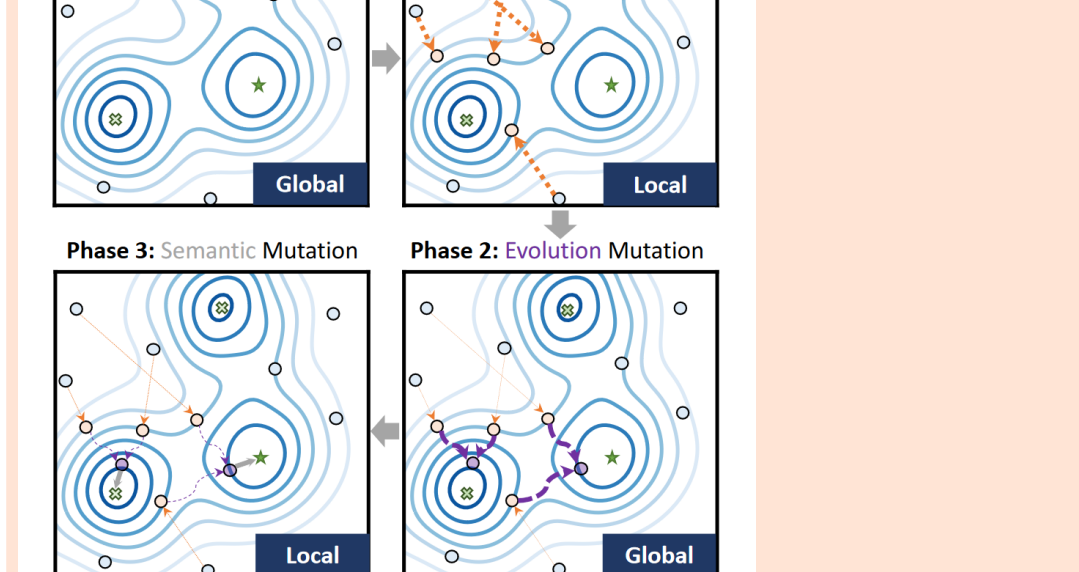 Global
Local
Phase 3: Semantic Mutation
Phase 2: Evolution Mutation
Local
Global